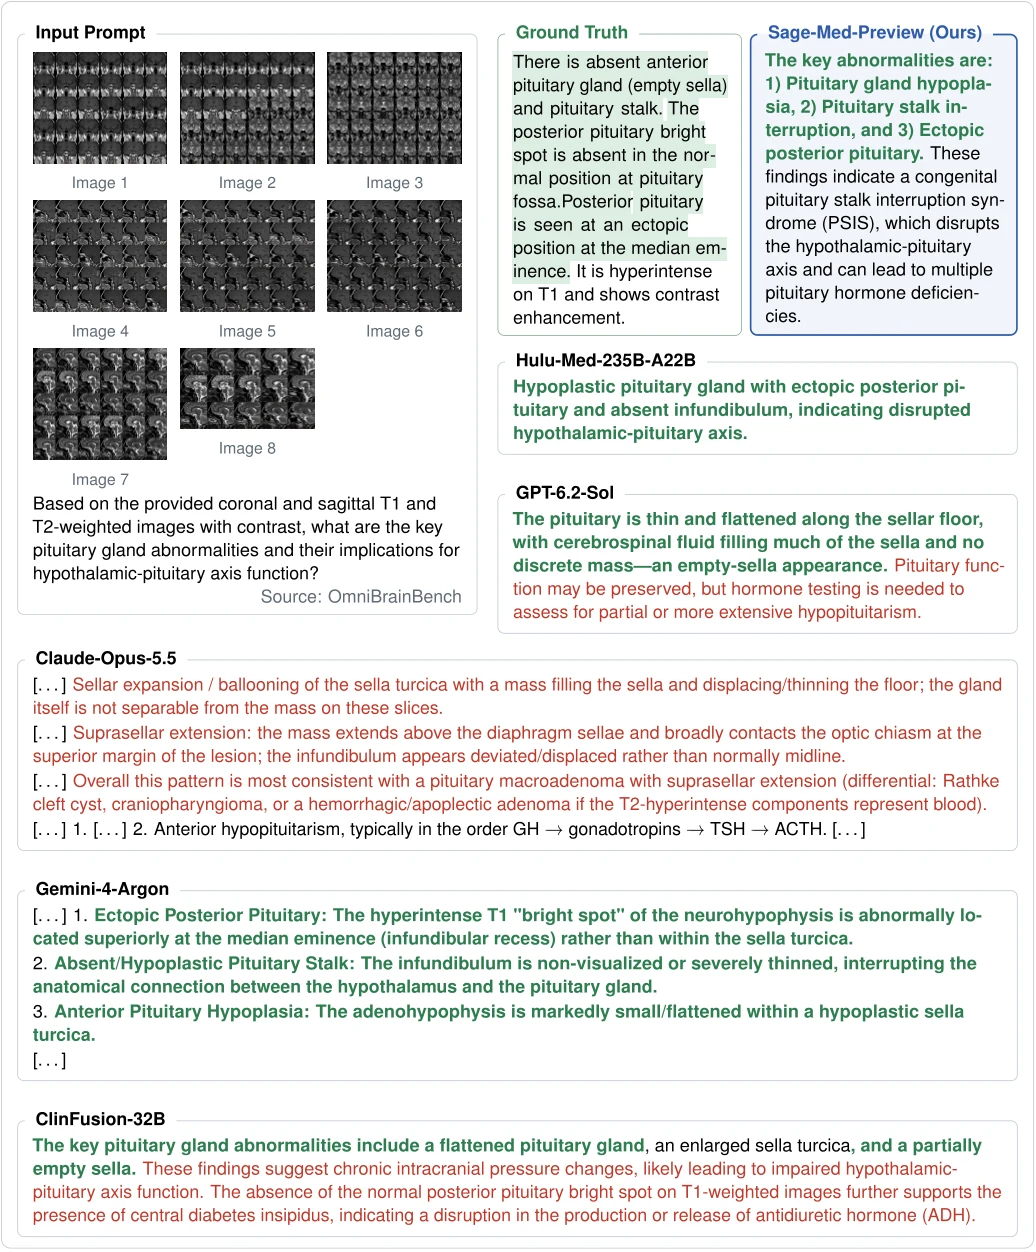 Input Prompt
Image 1
Image 2
Image 3
Image 4
Image 5
Image 6
Image 7
Image 8
Based on the provided coronal and sagittal T1 and
T2-weighted images with contrast, what are the key
pituitary gland abnormalities and their implications for
hypothalamic-pituitary axis function?
Source: OmniBrainBench
Ground Truth
There is absent anterior
pituitary gland (empty sella)
and pituitary stalk. The
posterior pituitary bright
spot is absent in the nor-
mal position at pituitary
fossa.Posterior pituitary
is seen at an ectopic
position at the median em-
inence. It is hyperintense
on T1 and shows contrast
enhancement.
Sage-Med-Preview (Ours)
The key abnormalities are:
1) Pituitary gland hypopla-
sia, 2) Pituitary stalk in-
terruption, and 3) Ectopic
posterior pituitary. These
findings indicate a congenital
pituitary stalk interruption syn-
drome (PSIS), which disrupts
the hypothalamic-pituitary
axis and can lead to multiple
pituitary hormone deficien-
cies.
Hulu-Med-235B-A22B
Hypoplastic pituitary gland with ectopic posterior pi-
tuitary and absent infundibulum, indicating disrupted
hypothalamic-pituitary axis.
GPT-6.2-Sol
The pituitary is thin and flattened along the sellar floor,
with cerebrospinal fluid filling much of the sella and no
discrete mass—an empty-sella appearance. Pituitary func-
tion may be preserved, but hormone testing is needed to
assess for partial or more extensive hypopituitarism.
Claude-Opus-5.5
[...] Sellar expansion / ballooning of the sella turcica with a mass filling the sella and displacing/thinning the floor; the gland
itself is not separable from the mass on these slices.
[...] Suprasellar extension: the mass extends above the diaphragm sellae and broadly contacts the optic chiasm at the
superior margin of the lesion; the infundibulum appears deviated/displaced rather than normally midline.
[...] Overall this pattern is most consistent with a pituitary macroadenoma with suprasellar extension (differential: Rathke
cleft cyst, craniopharyngioma, or a hemorrhagic/apoplectic adenoma if the T2-hyperintense components represent blood).
[...] 1. [...] 2. Anterior hypopituitarism, typically in the order GH → gonadotropins → TSH → ACTH. [...]
Gemini-4-Argon
[...] 1. Ectopic Posterior Pituitary: The hyperintense T1 "bright spot" of the neurohypophysis is abnormally lo-
cated superiorly at the median eminence (infundibular recess) rather than within the sella turcica.
2. Absent/Hypoplastic Pituitary Stalk: The infundibulum is non-visualized or severely thinned, interrupting the
anatomical connection between the hypothalamus and the pituitary gland.
3. Anterior Pituitary Hypoplasia: The adenohypophysis is markedly small/flattened within a hypoplastic sella
turcica.
[...]
ClinFusion-32B
The key pituitary gland abnormalities include a flattened pituitary gland, an enlarged sella turcica, and a partially
empty sella. These findings suggest chronic intracranial pressure changes, likely leading to impaired hypothalamic-
pituitary axis function. The absence of the normal posterior pituitary bright spot on T1-weighted images further supports the
presence of central diabetes insipidus, indicating a disruption in the production or release of antidiuretic hormone (ADH).